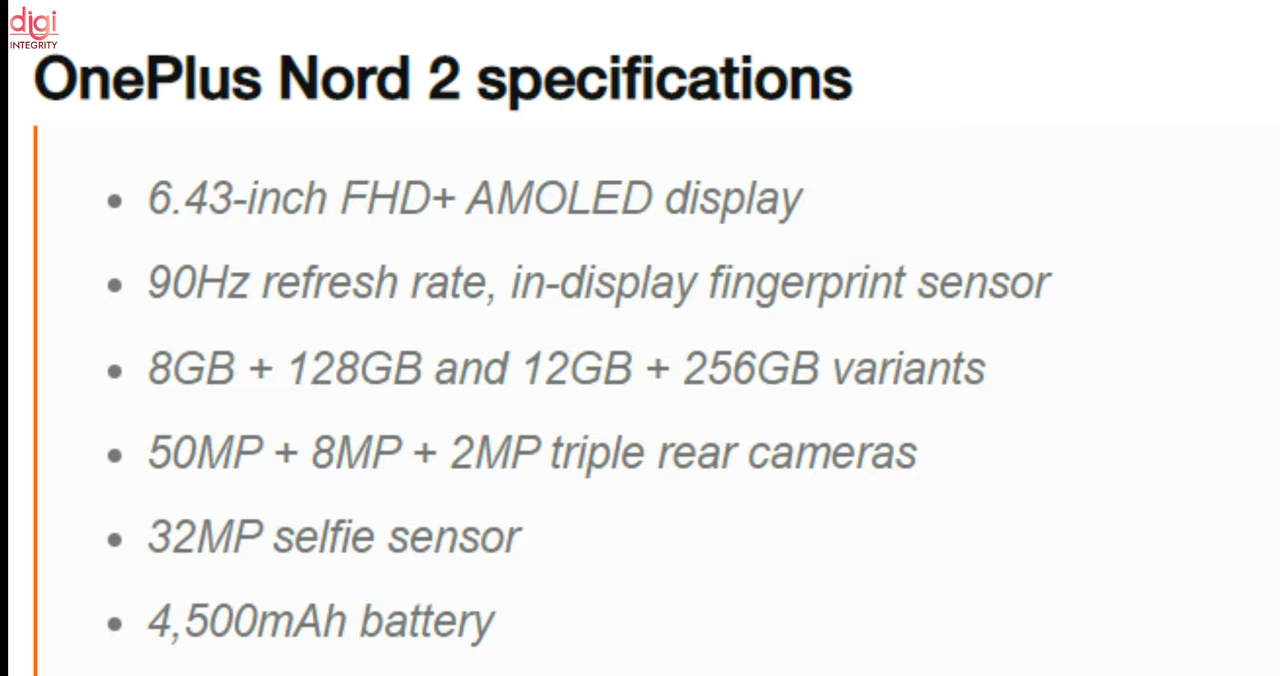 digi
INTEGRITY
OnePlus Nord 2 specifications
• 6.43-inch FHD+ AMOLED display
• 90Hz refresh rate, in-display fingerprint sensor
• 8GB + 128GB and 12GB + 256GB variants
• 50MP + 8MP + 2MP triple rear cameras
• 32MP selfie sensor
• 4,500mAh battery